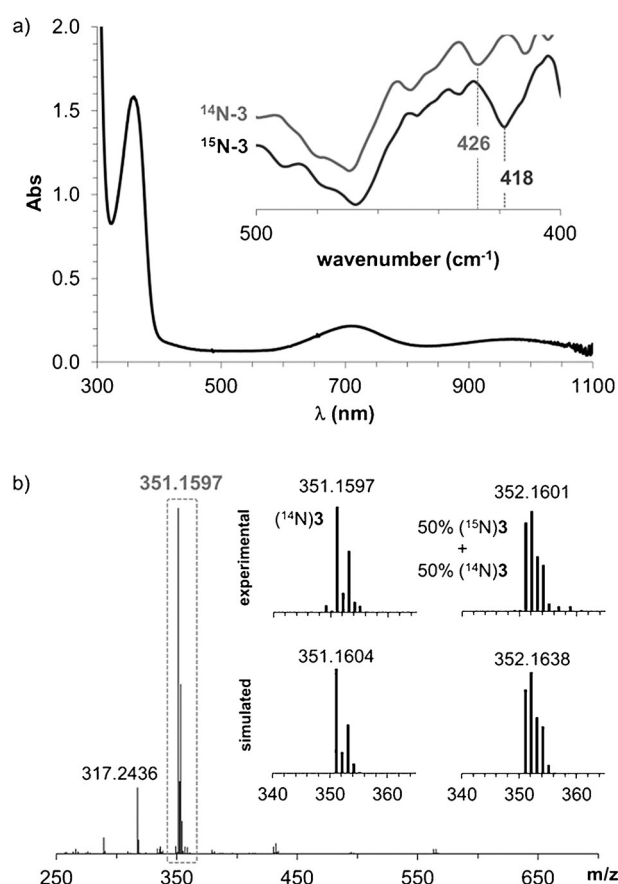 a)
2.0
1.5
1.0
0.5
0.0
Abs
300 500 700 900 1100
λ (nm)
¹⁴N-3
¹⁵N-3
426
418
500 400
wavenumber (cm⁻¹)
b)
351.1597
317.2436
250 350 450 550 650 m/z
experimental
351.1597
(¹⁴N)3
352.1601
50% (¹⁵N)3
+
50% (¹⁴N)3
simulated
351.1604
352.1638
340 360 340 360